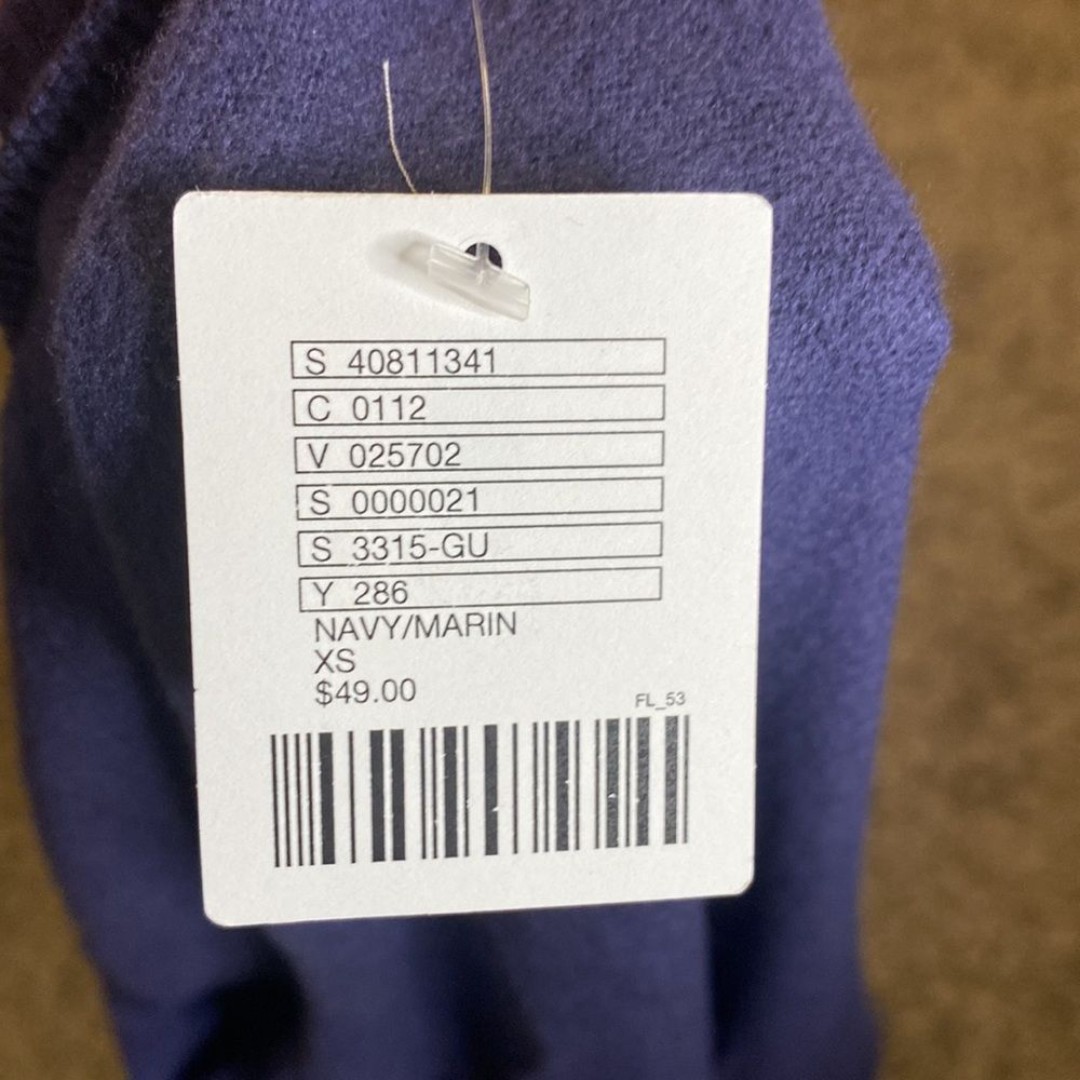 S 40811341
C 0112
V 025702
S 0000021
S 3315-GU
Y 286
NAVY/MARIN
XS
$49.00
FL_53